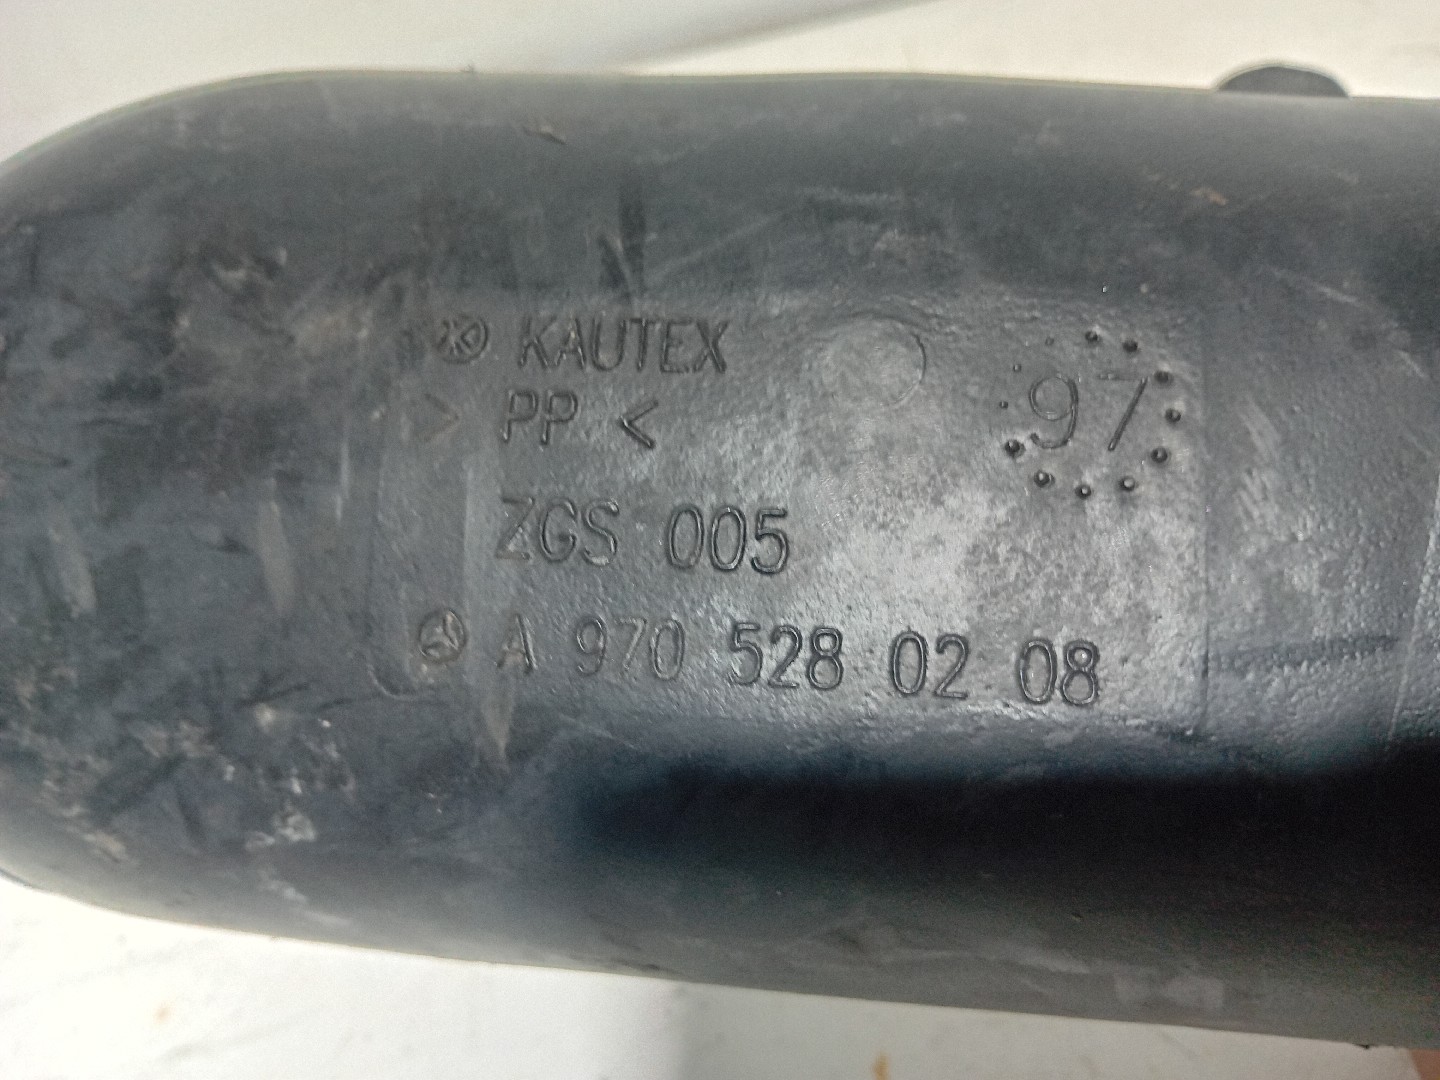 KAUTEX
> PP <
97
ZGS 005
A 970 528 02 08